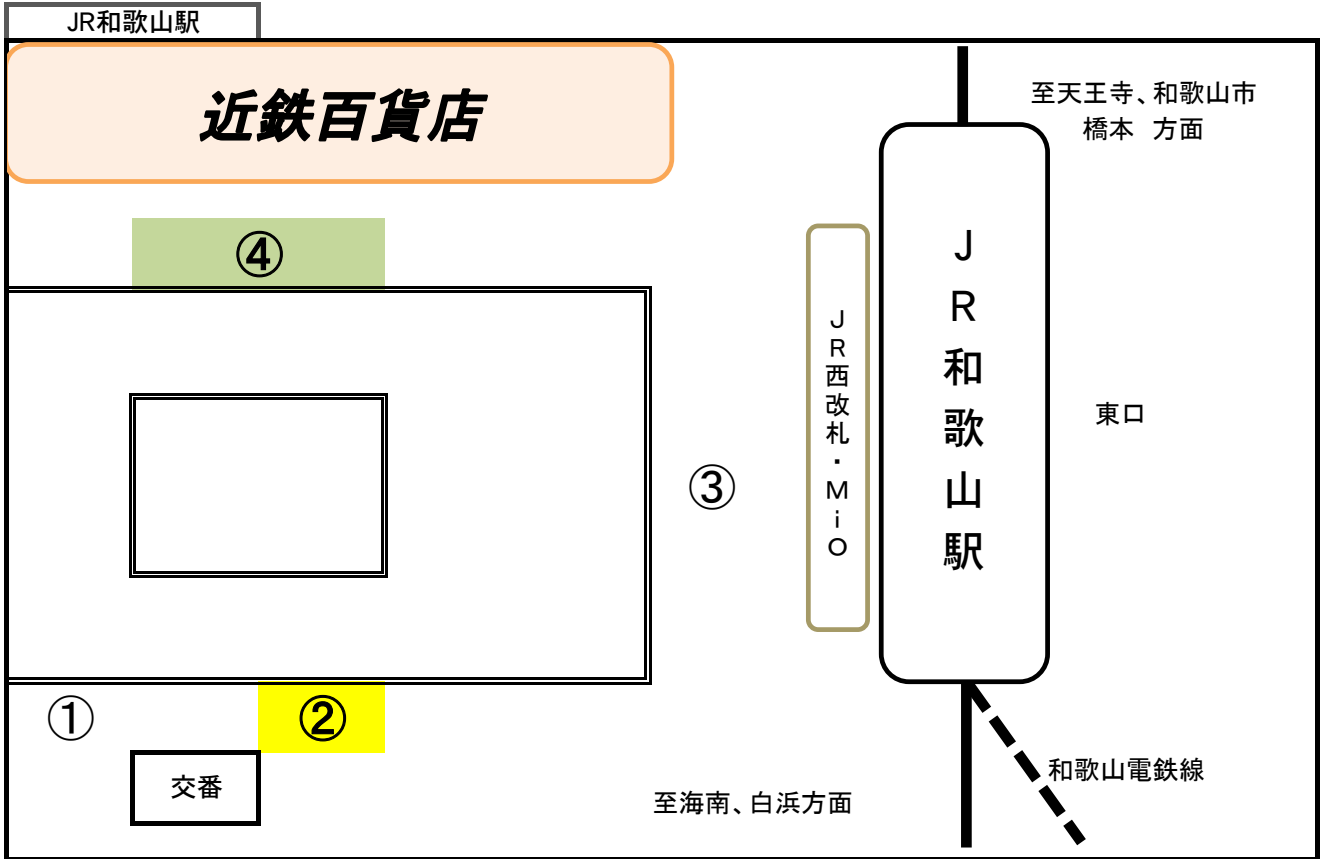 JR和歌山駅
近鉄百貨店
至天王寺、和歌山市
橋本　方面
④
JR和歌山駅
JR西改札・MiO
東口
③
①
②
交番
和歌山電鉄線
至海南、白浜方面